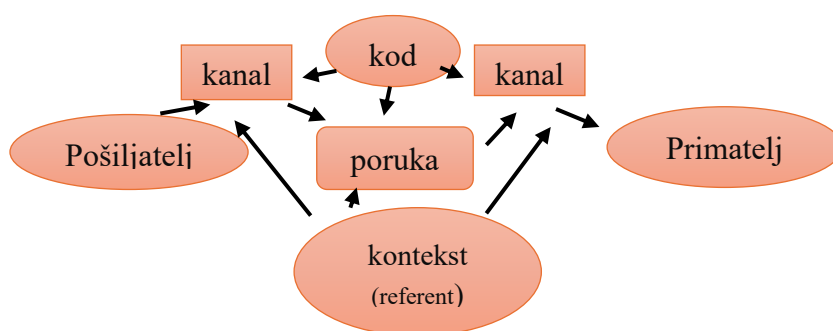 kod
kanal
kanal
Pošiljatelj
poruka
Primatelj
kontekst
(referent)